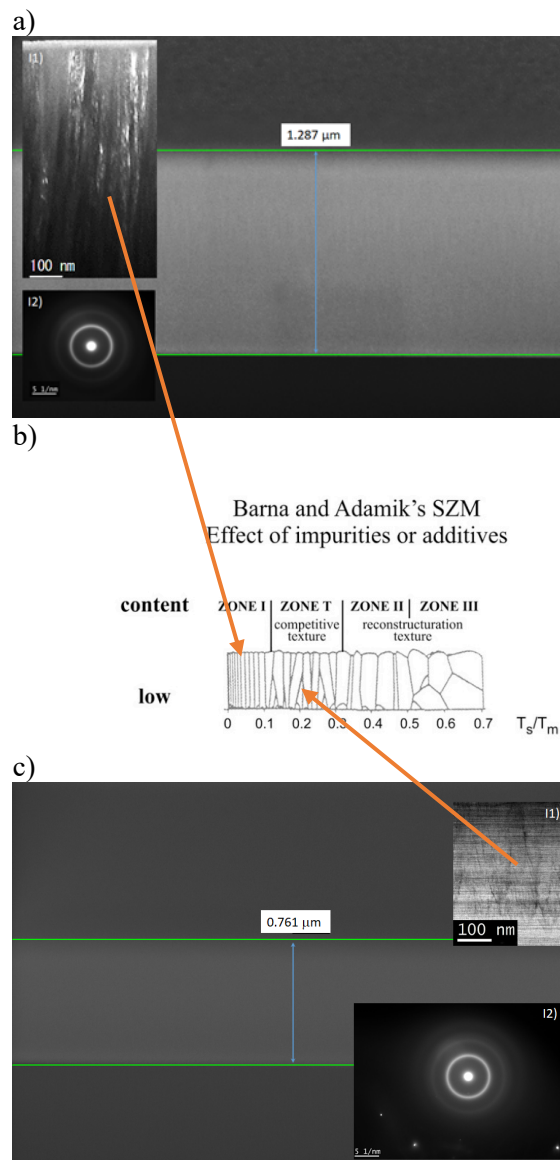 a)
I1)
1.287 μm
100 nm
I2)
5 1/nm
b)
Barna and Adamik's SZM
Effect of impurities or additives
content ZONE I ZONE T ZONE II ZONE III
competitive texture reconstructuration texture
low
0 0.1 0.2 0.3 0.4 0.5 0.6 0.7 Ts/Tm
c)
I1)
0.761 μm
100 nm
I2)
5 1/nm